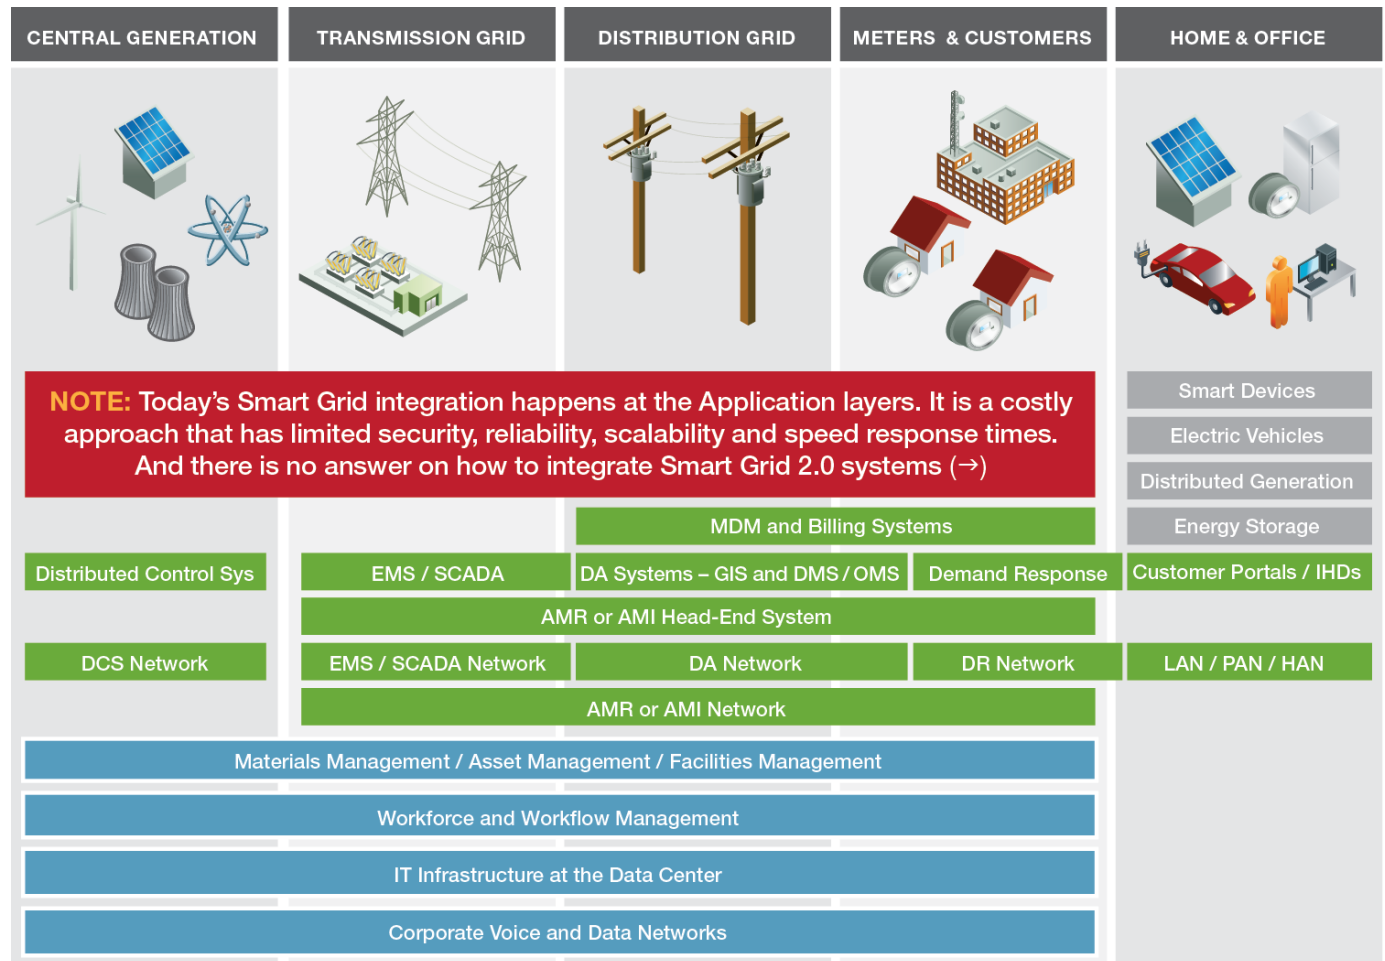 CENTRAL GENERATION
TRANSMISSION GRID
DISTRIBUTION GRID
METERS & CUSTOMERS
HOME & OFFICE
NOTE: Today’s Smart Grid integration happens at the Application layers. It is a costly
approach that has limited security, reliability, scalability and speed response times.
And there is no answer on how to integrate Smart Grid 2.0 systems (→)
Smart Devices
Electric Vehicles
Distributed Generation
Energy Storage
MDM and Billing Systems
Distributed Control Sys
EMS / SCADA
DA Systems – GIS and DMS / OMS
Demand Response
Customer Portals / IHDs
AMR or AMI Head-End System
DCS Network
EMS / SCADA Network
DA Network
DR Network
LAN / PAN / HAN
AMR or AMI Network
Materials Management / Asset Management / Facilities Management
Workforce and Workflow Management
IT Infrastructure at the Data Center
Corporate Voice and Data Networks